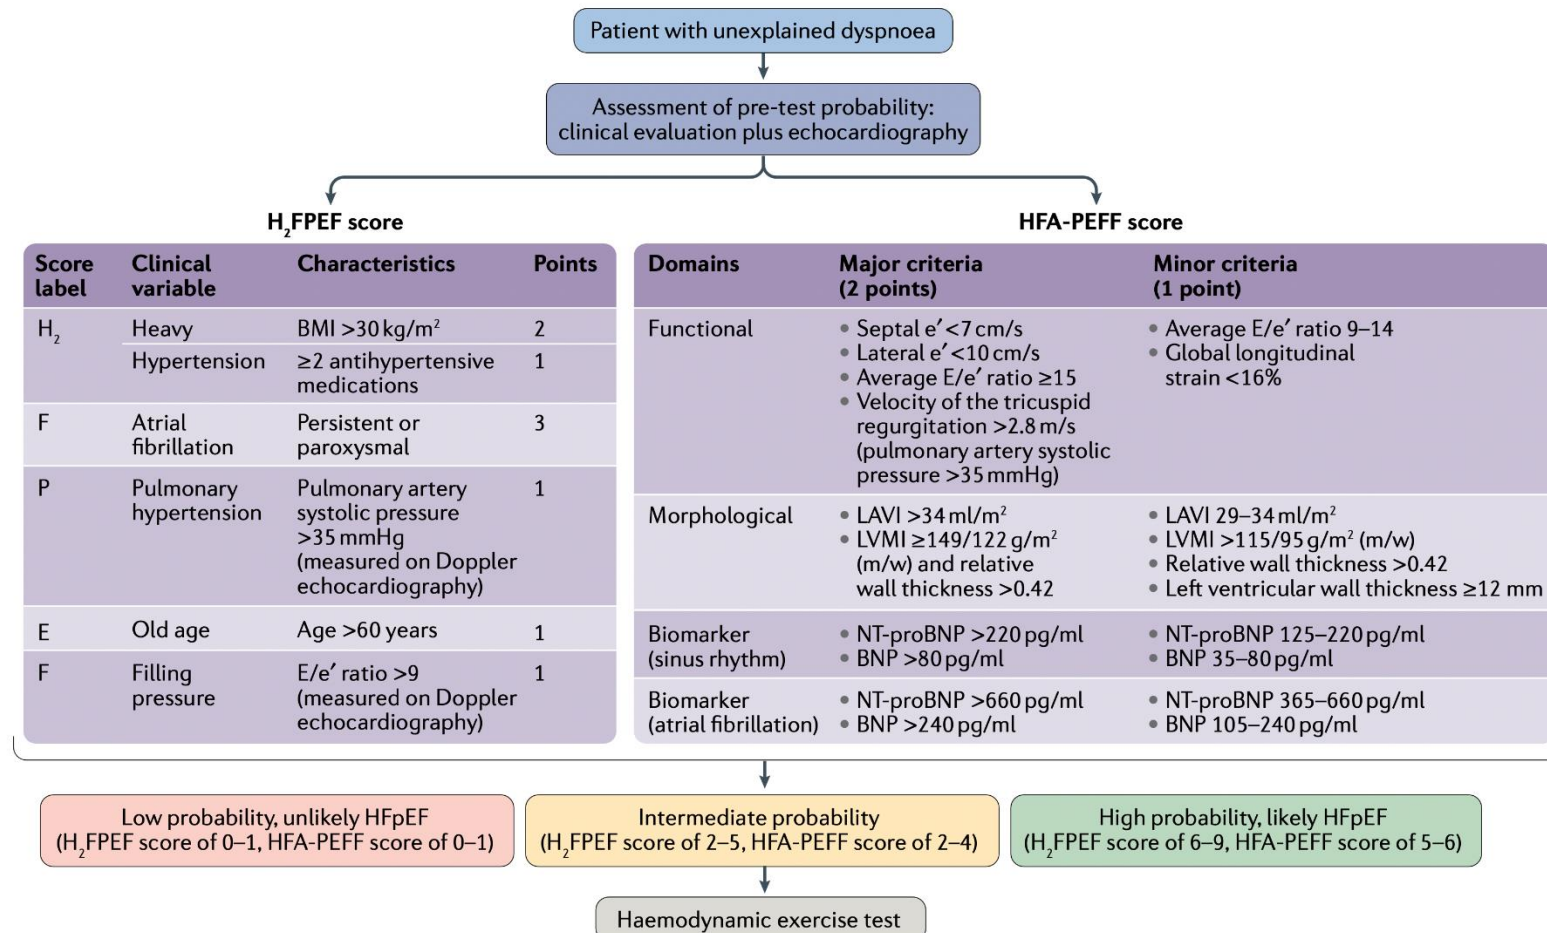 Patient with unexplained dyspnoea
Assessment of pre-test probability:
clinical evaluation plus echocardiography
H₂FPEF score
Score label	Clinical variable	Characteristics	Points
H₂	Heavy	BMI >30 kg/m²	2
Hypertension	≥2 antihypertensive medications	1
F	Atrial fibrillation	Persistent or paroxysmal	3
P	Pulmonary hypertension	Pulmonary artery systolic pressure >35 mmHg (measured on Doppler echocardiography)	1
E	Old age	Age >60 years	1
F	Filling pressure	E/e′ ratio >9 (measured on Doppler echocardiography)	1
HFA-PEFF score
Domains	Major criteria (2 points)	Minor criteria (1 point)
Functional
• Septal e′ <7 cm/s
• Lateral e′ <10 cm/s
• Average E/e′ ratio ≥15
• Velocity of the tricuspid
regurgitation >2.8 m/s
(pulmonary artery systolic
pressure >35 mmHg)
• Average E/e′ ratio 9–14
• Global longitudinal
strain <16%
Morphological
• LAVI >34 ml/m²
• LVMI ≥149/122 g/m²
(m/w) and relative
wall thickness >0.42
• LAVI 29–34 ml/m²
• LVMI >115/95 g/m² (m/w)
• Relative wall thickness >0.42
• Left ventricular wall thickness ≥12 mm
Biomarker
(sinus rhythm)
• NT-proBNP >220 pg/ml
• BNP >80 pg/ml
• NT-proBNP 125–220 pg/ml
• BNP 35–80 pg/ml
Biomarker
(atrial fibrillation)
• NT-proBNP >660 pg/ml
• BNP >240 pg/ml
• NT-proBNP 365–660 pg/ml
• BNP 105–240 pg/ml
Low probability, unlikely HFpEF
(H₂FPEF score of 0–1, HFA-PEFF score of 0–1)
Intermediate probability
(H₂FPEF score of 2–5, HFA-PEFF score of 2–4)
High probability, likely HFpEF
(H₂FPEF score of 6–9, HFA-PEFF score of 5–6)
Haemodynamic exercise test